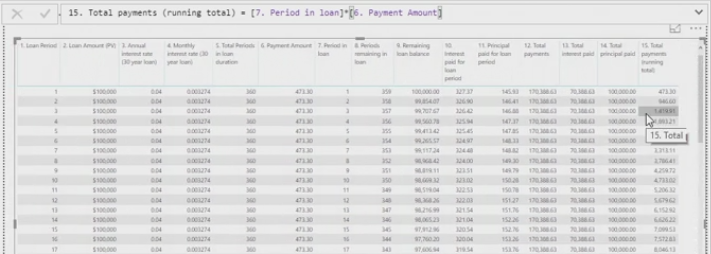 15. Total payments (running total) = [7. Period in loan]*[6. Payment Amount]
1. Loan Period 2. Loan Amount (PV) 3. Annual interest rate (30 year loan) 4. Monthly interest rate (30 year loan) 5. Total Periods in loan duration 6. Payment Amount 7. Period in loan 8. Periods remaining in loan 9. Remaining loan balance 10. Interest paid for loan period 11. Principal paid for loan period 12. Total payments 13. Total interest paid 14. Total principal paid 15. Total payments (running total)
1 $100,000 0.04 0.003274 360 473.30 1 359 100,000.00 327.37 145.93 170,388.63 70,388.63 100,000.00 473.30
2 $100,000 0.04 0.003274 360 473.30 2 358 99,854.07 326.90 146.41 170,388.63 70,388.63 100,000.00 946.60
3 $100,000 0.04 0.003274 360 473.30 3 357 99,707.67 326.42 146.88 170,388.63 70,388.63 100,000.00
4 $100,000 0.04 0.003274 360 473.30 4 356 99,560.78 325.94 147.37 170,388.63 70,388.63 100,000.00 1,893.21
15. Total
5 $100,000 0.04 0.003274 360 473.30 5 355 99,413.42 325.45 147.85 170,388.63 70,388.63 100,000.00
6 $100,000 0.04 0.003274 360 473.30 6 354 99,265.57 324.97 148.33 170,388.63 70,388.63 100,000.00
7 $100,000 0.04 0.003274 360 473.30 7 353 99,117.24 324.48 148.82 170,388.63 70,388.63 100,000.00 3,313.11
8 $100,000 0.04 0.003274 360 473.30 8 352 98,968.42 324.00 149.30 170,388.63 70,388.63 100,000.00 3,786.41
9 $100,000 0.04 0.003274 360 473.30 9 351 98,819.11 323.51 149.79 170,388.63 70,388.63 100,000.00 4,259.72
10 $100,000 0.04 0.003274 360 473.30 10 350 98,669.32 323.02 150.28 170,388.63 70,388.63 100,000.00 4,733.02
11 $100,000 0.04 0.003274 360 473.30 11 349 98,519.04 322.53 150.78 170,388.63 70,388.63 100,000.00 5,206.32
12 $100,000 0.04 0.003274 360 473.30 12 348 98,368.26 322.03 151.27 170,388.63 70,388.63 100,000.00 5,679.62
13 $100,000 0.04 0.003274 360 473.30 13 347 98,216.99 321.54 151.76 170,388.63 70,388.63 100,000.00 6,152.92
14 $100,000 0.04 0.003274 360 473.30 14 346 98,065.23 321.04 152.26 170,388.63 70,388.63 100,000.00 6,626.22
15 $100,000 0.04 0.003274 360 473.30 15 345 97,912.96 320.54 152.76 170,388.63 70,388.63 100,000.00 7,099.53
16 $100,000 0.04 0.003274 360 473.30 16 344 97,760.20 320.04 153.26 170,388.63 70,388.63 100,000.00 7,572.83
17 $100,000 0.04 0.003274 360 473.30 17 343 97,606.94 319.54 153.76 170,388.63 70,388.63 100,000.00 8,046.13